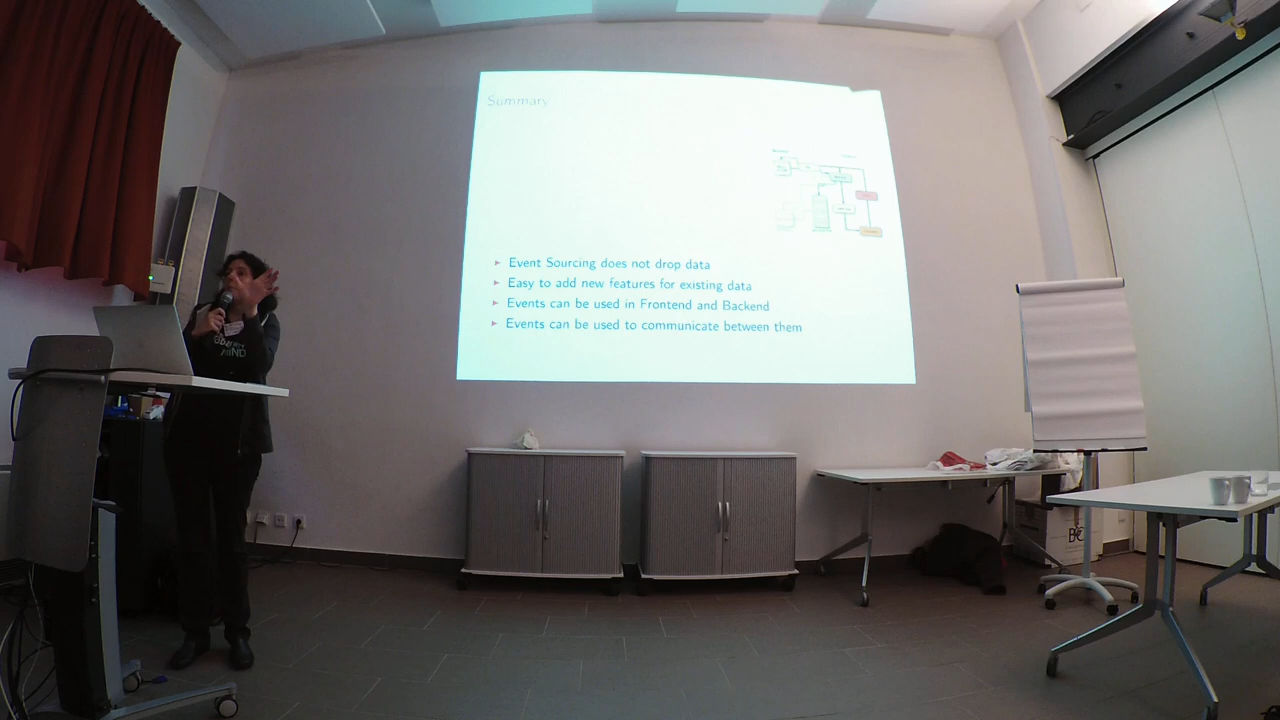 Summary
Event Sourcing does not drop data
Easy to add new features for existing data
Events can be used in Frontend and Backend
Events can be used to communicate between them